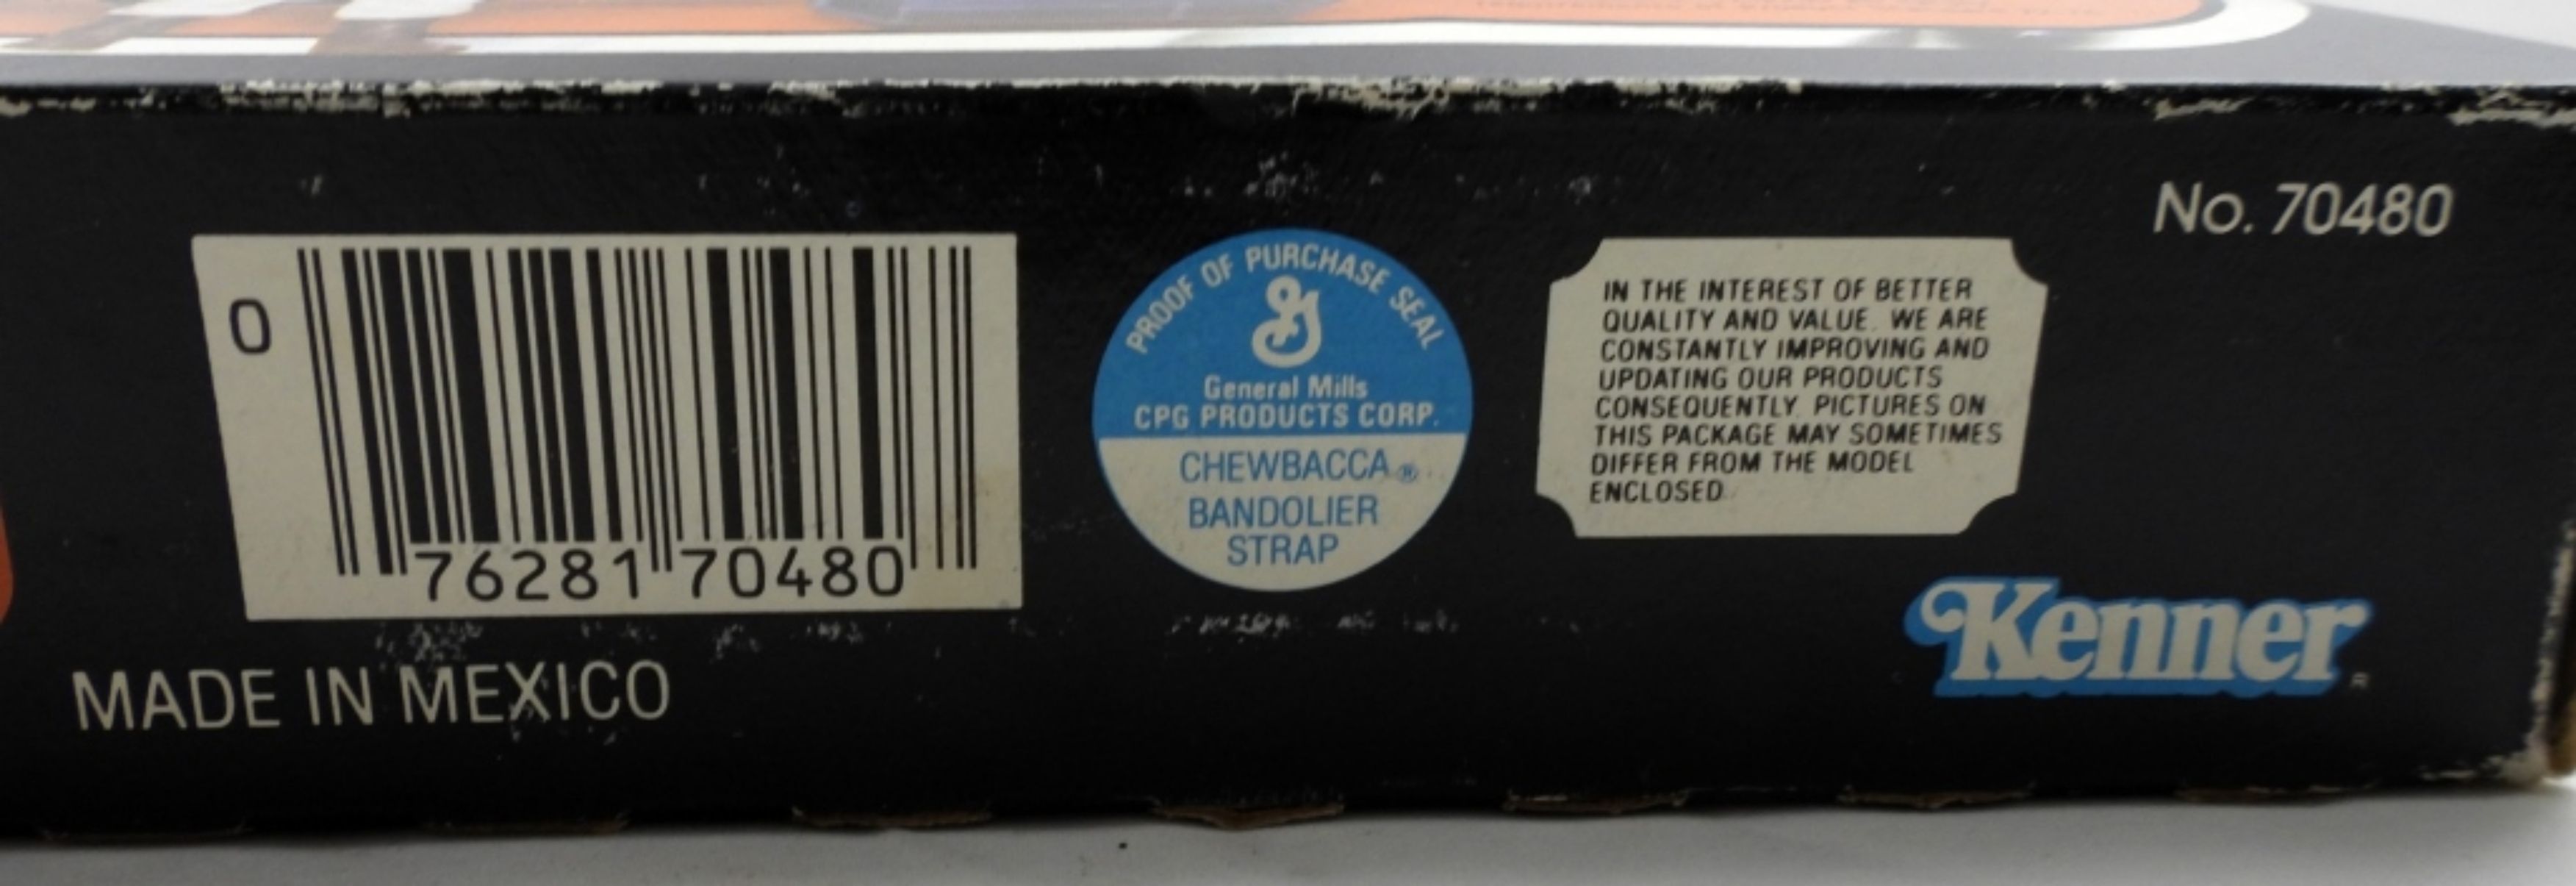 No. 70480
0
76281 70480
PROOF OF PURCHASE SEAL
General Mills
CPG PRODUCTS CORP.
CHEWBACCA®
BANDOLIER
STRAP
IN THE INTEREST OF BETTER
QUALITY AND VALUE. WE ARE
CONSTANTLY IMPROVING AND
UPDATING OUR PRODUCTS
CONSEQUENTLY. PICTURES ON
THIS PACKAGE MAY SOMETIMES
DIFFER FROM THE MODEL
ENCLOSED
MADE IN MEXICO
Kenner®